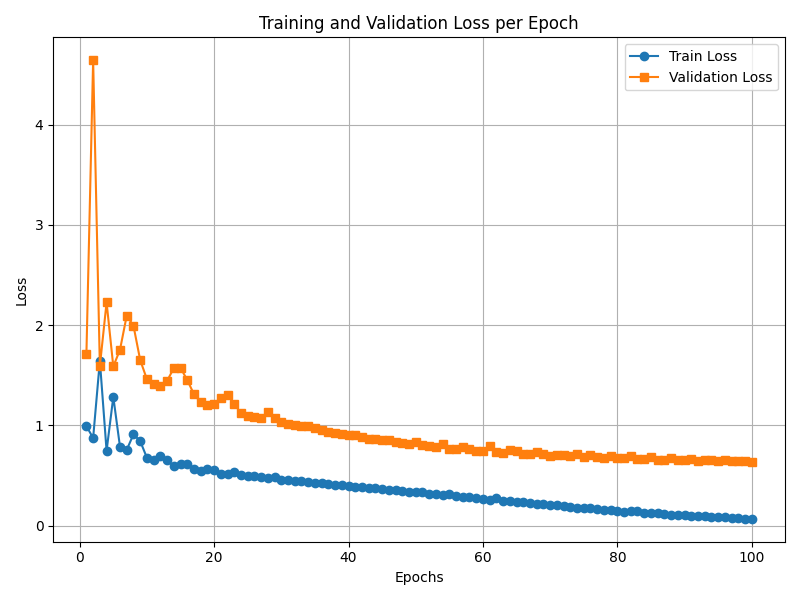 Training and Validation Loss per Epoch
Train Loss
Validation Loss
Loss
4
3
2
1
0
0 20 40 60 80 100
Epochs